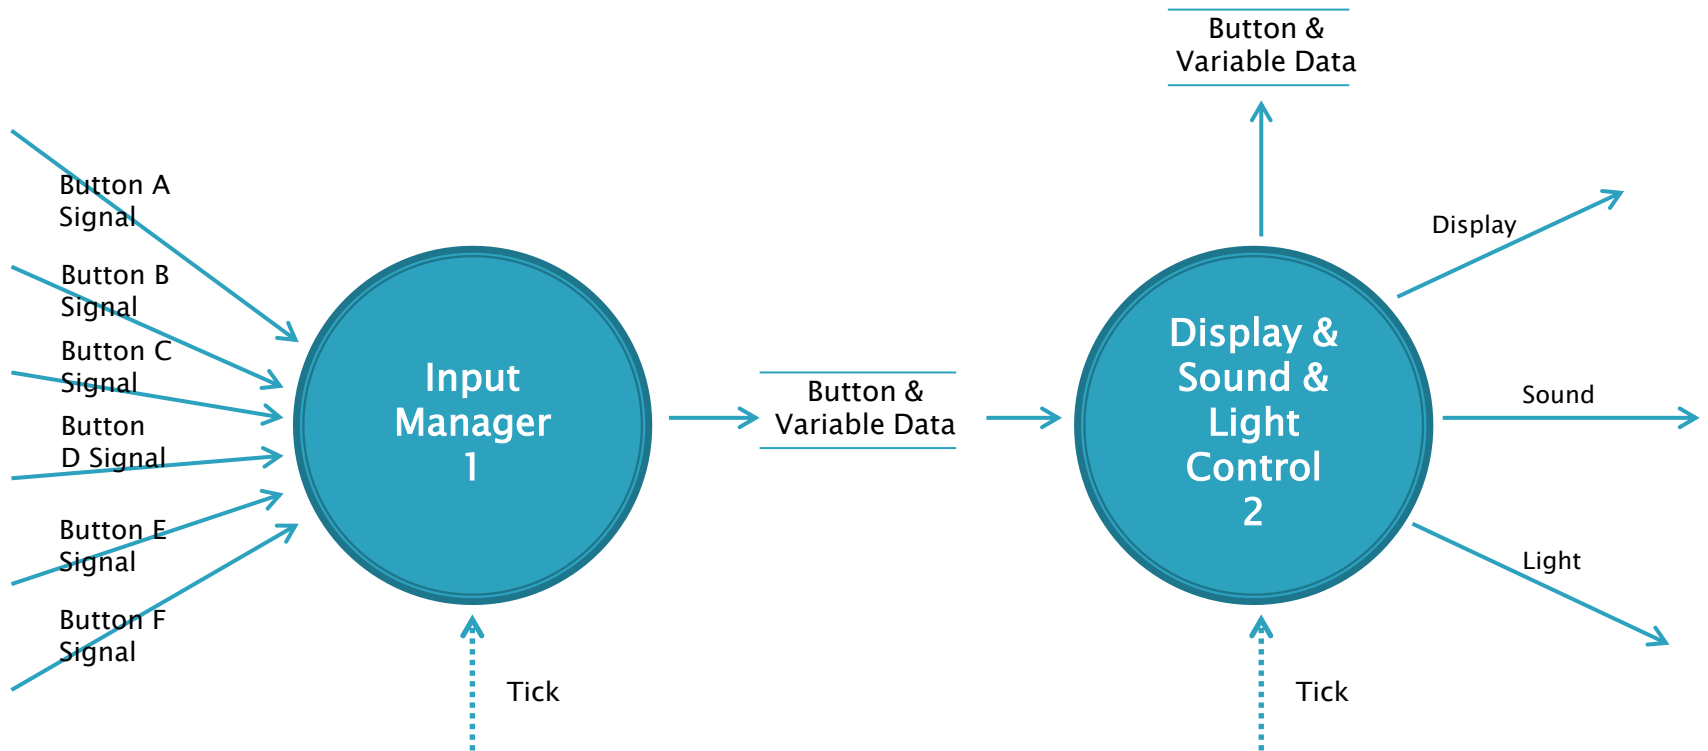 Button &
Variable Data
Button A
Signal
Button B
Signal
Button C
Signal
Button
D Signal
Button E
Signal
Button F
Signal
Input
Manager
1
Tick
Button &
Variable Data
Display &
Sound &
Light
Control
2
Tick
Display
Sound
Light